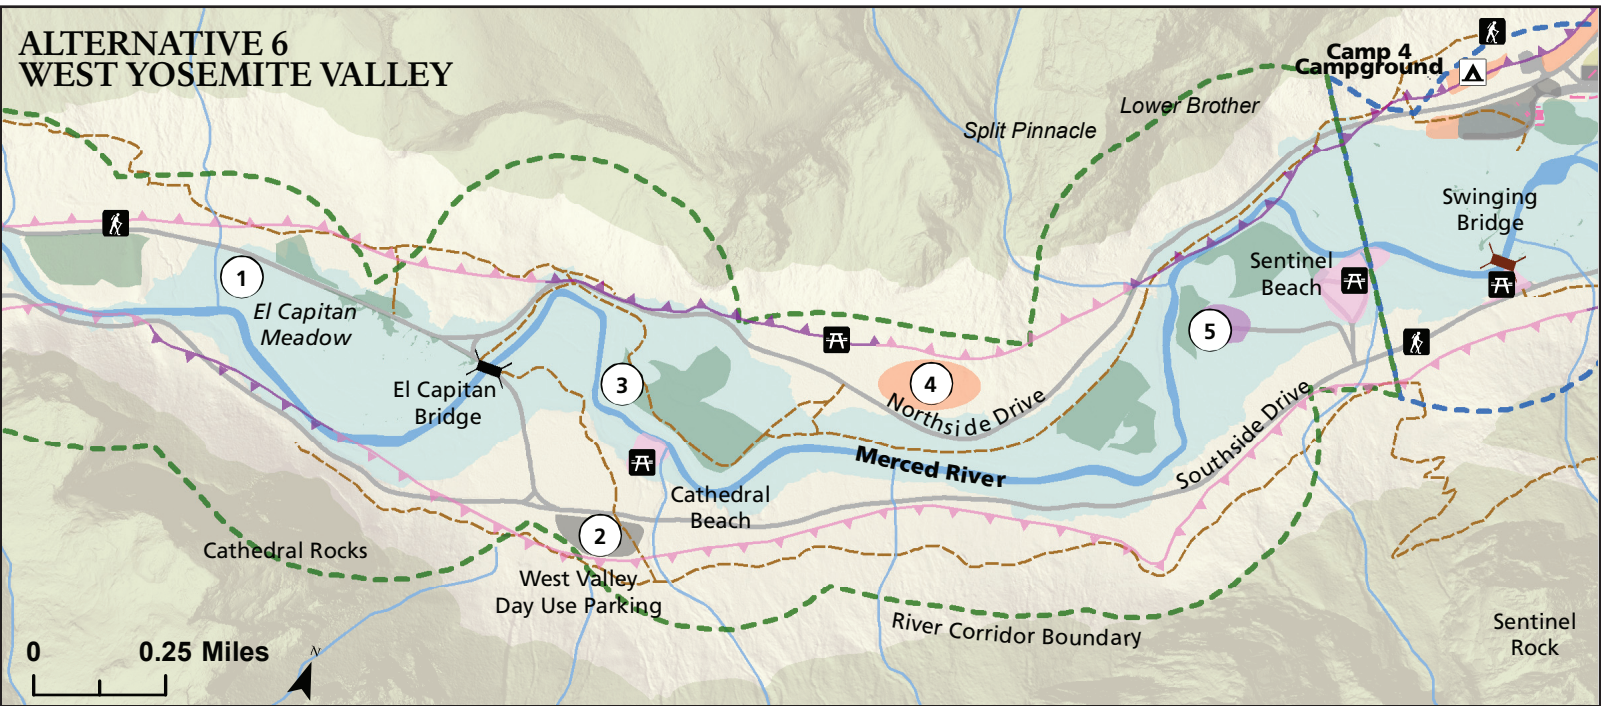 ALTERNATIVE 6
WEST YOSEMITE VALLEY
Camp 4
Campground
Lower Brother
Split Pinnacle
Swinging
Bridge
Sentinel
Beach
1
El Capitan
Meadow
5
El Capitan
Bridge
3
4
Northside Drive
Southside Drive
Merced River
Cathedral
Beach
2
Cathedral Rocks
West Valley
Day Use Parking
River Corridor Boundary
Sentinel
Rock
0 0.25 Miles
N